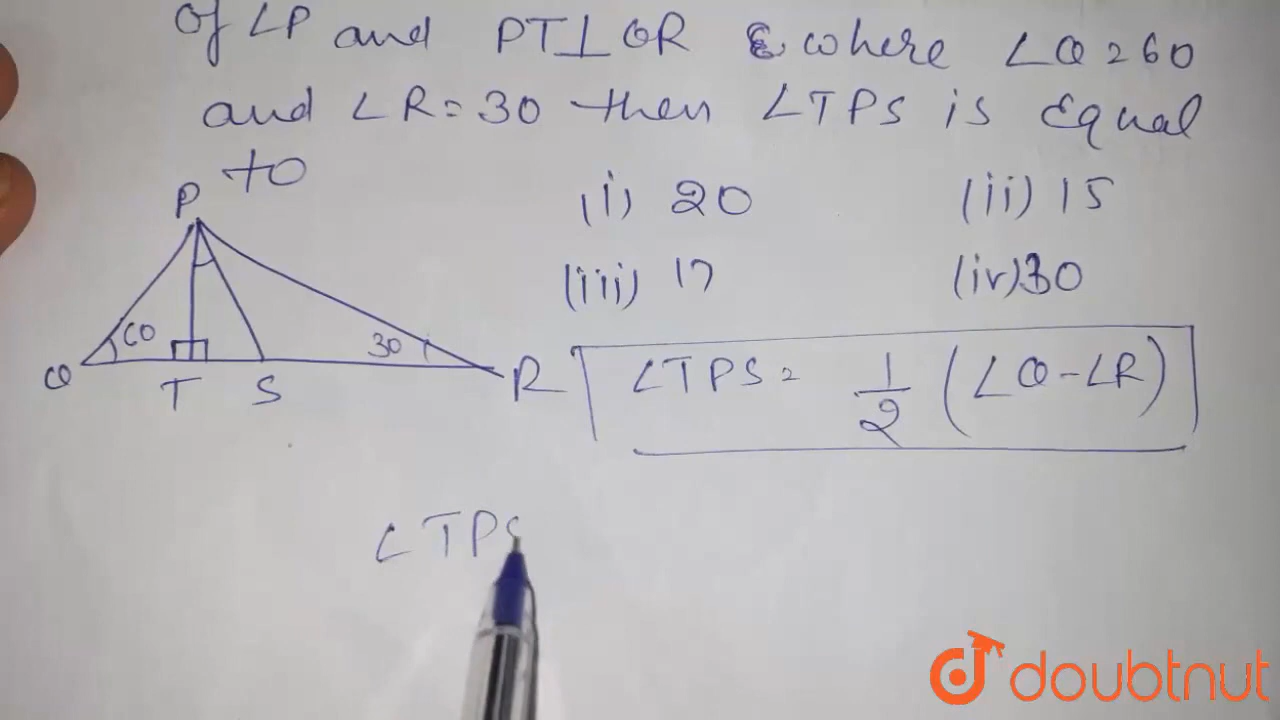 Of ∠P and PT⊥QR & where ∠Q=60
and ∠R=30 then ∠TPS is Equal
to
(i) 20 (ii) 15
(iii) 17 (iv) 30
P
60
30
Q T S R
∠TPS = 1/2 (∠Q-∠R)
∠TPS
doubtnut